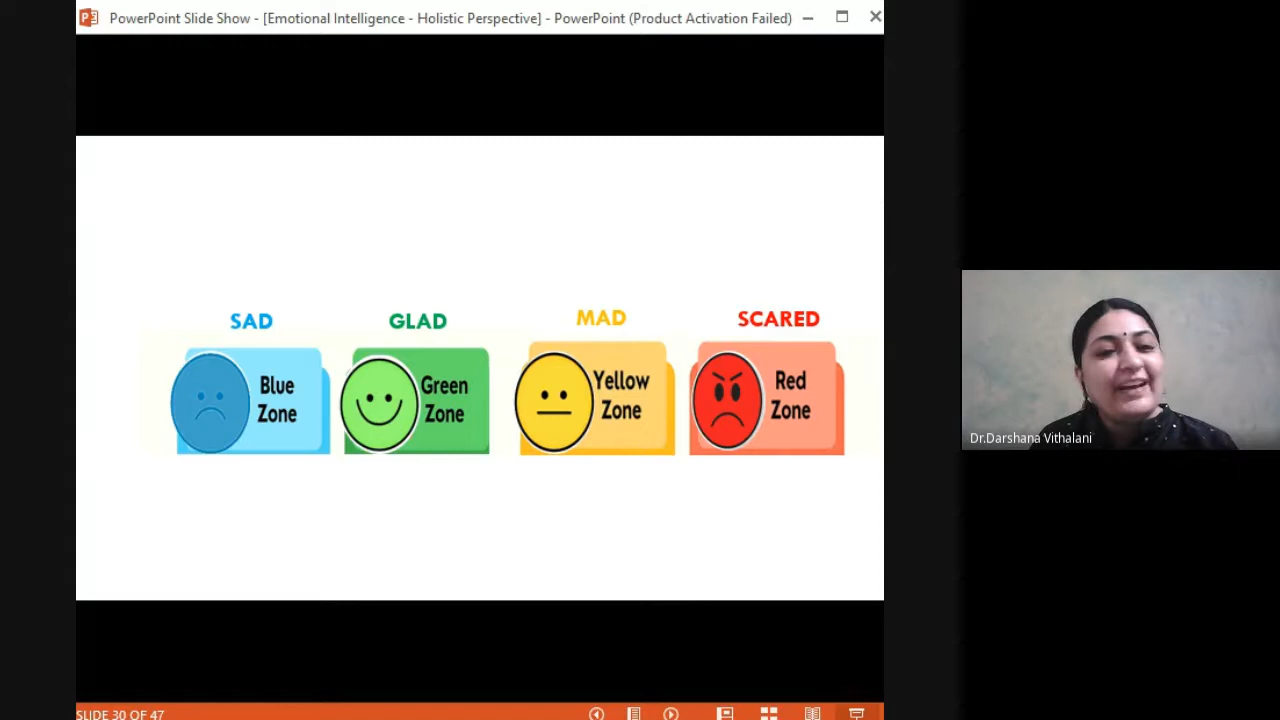 PowerPoint Slide Show - [Emotional Intelligence - Holistic Perspective] - PowerPoint (Product Activation Failed)
SAD
GLAD
MAD
SCARED
Blue
Zone
Green
Zone
Yellow
Zone
Red
Zone
Dr.Darshana Vithalani
SLIDE 30 OF 47